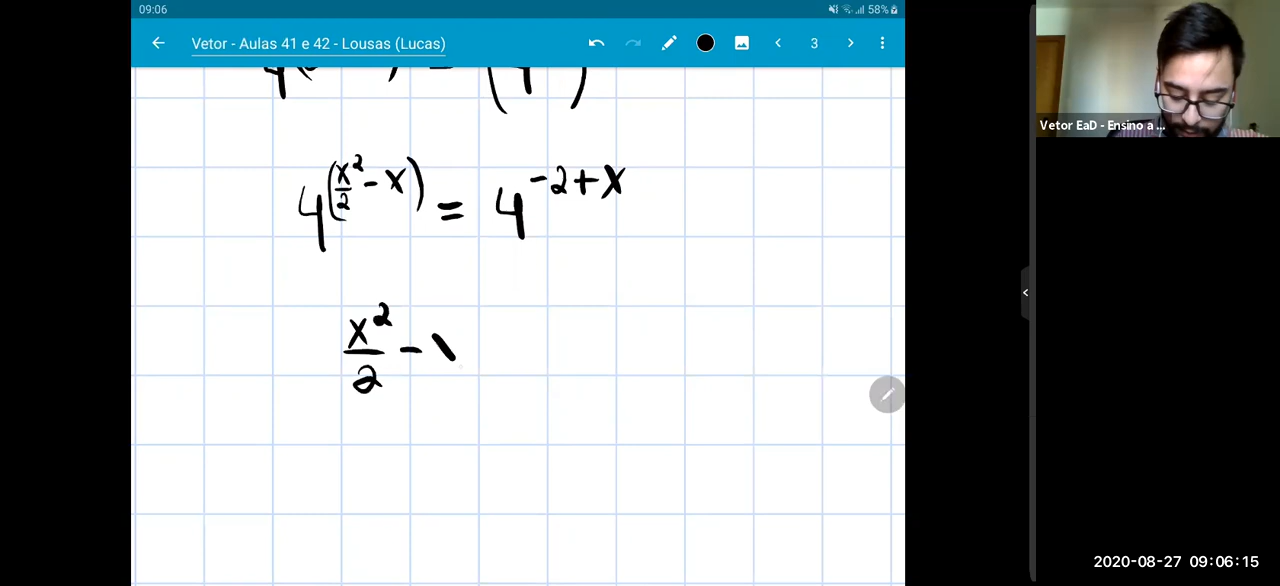 09:06 58%
Vetor - Aulas 41 e 42 - Lousas (Lucas) 3
Vetor EaD - Ensino a ...
4^(x²/2 - x) = 4^(-2+x)
x²/2 -
2020-08-27 09:06:15